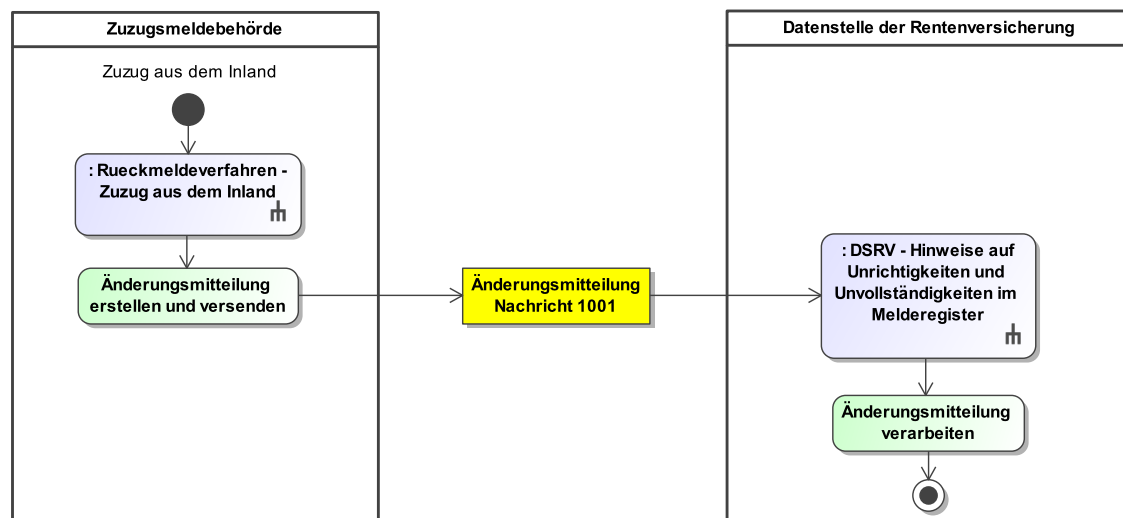 Zuzugsmeldebehörde
Zuzug aus dem Inland
: Rueckmeldeverfahren -
Zuzug aus dem Inland
Änderungsmitteilung
erstellen und versenden
Änderungsmitteilung
Nachricht 1001
Datenstelle der Rentenversicherung
: DSRV - Hinweise auf
Unrichtigkeiten und
Unvollständigkeiten im
Melderegister
Änderungsmitteilung
verarbeiten